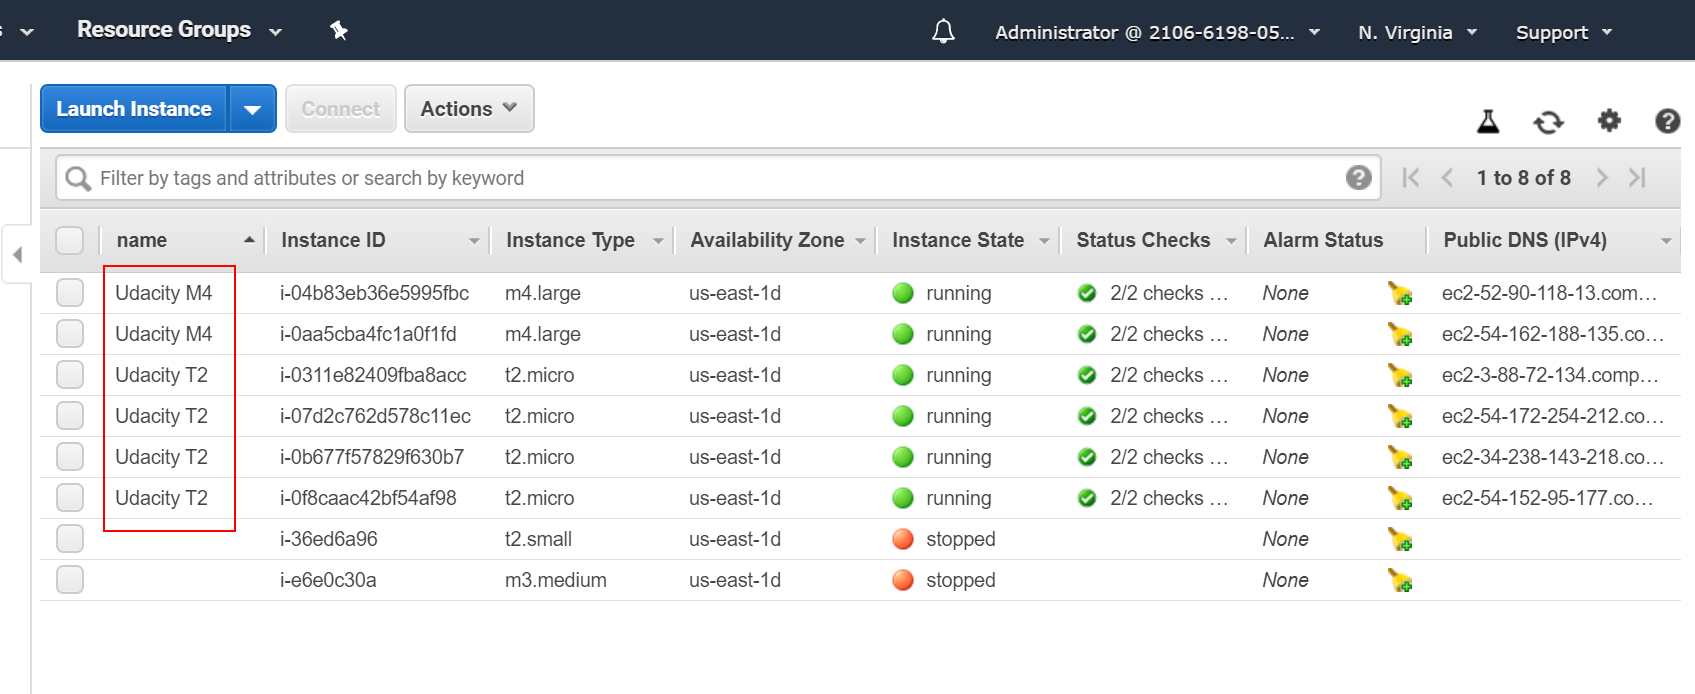 Resource Groups Administrator @ 2106-6198-05... N. Virginia Support
Launch Instance Connect Actions
Filter by tags and attributes or search by keyword 1 to 8 of 8
name Instance ID Instance Type Availability Zone Instance State Status Checks Alarm Status Public DNS (IPv4)
Udacity M4 i-04b83eb36e5995fbc m4.large us-east-1d running 2/2 checks ... None ec2-52-90-118-13.com...
Udacity M4 i-0aa5cba4fc1a0f1fd m4.large us-east-1d running 2/2 checks ... None ec2-54-162-188-135.co...
Udacity T2 i-0311e82409fba8acc t2.micro us-east-1d running 2/2 checks ... None ec2-3-88-72-134.comp...
Udacity T2 i-07d2c762d578c11ec t2.micro us-east-1d running 2/2 checks ... None ec2-54-172-254-212.co...
Udacity T2 i-0b677f57829f630b7 t2.micro us-east-1d running 2/2 checks ... None ec2-34-238-143-218.co...
Udacity T2 i-0f8caac42bf54af98 t2.micro us-east-1d running 2/2 checks ... None ec2-54-152-95-177.co...
i-36ed6a96 t2.small us-east-1d stopped None
i-e6e0c30a m3.medium us-east-1d stopped None